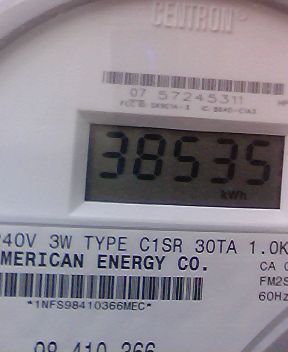 CENTRON®
07 57245311
38535
kWh
240V 3W TYPE C1SR 30TA 1.0K
MERICAN ENERGY CO.
CA
FM2S
60Hz
*1NFS98410366MEC*
98 410 366